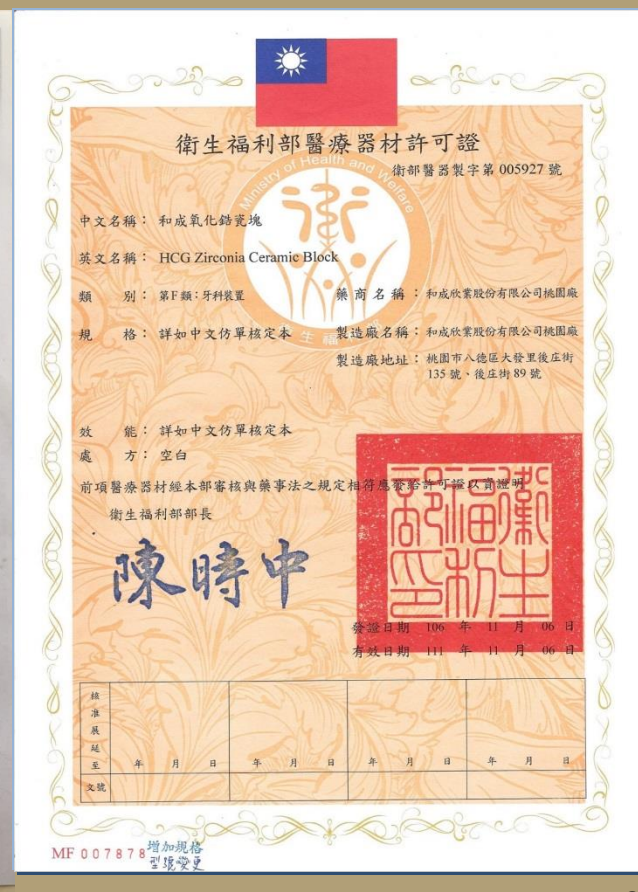 衛生福利部醫療器材許可證
衛部醫器製字第 005927 號
Ministry of Health and Welfare
中文名稱： 和成氧化鋯瓷塊
英文名稱： HCG Zirconia Ceramic Block
類 別： 第F類：牙科裝置
藥商名稱： 和成欣業股份有限公司桃園廠
規 格： 詳如中文仿單核定本
製造廠名稱： 和成欣業股份有限公司桃園廠
製造廠地址： 桃園市八德區大發里後庄街
135 號、後庄街 89 號
效 能： 詳如中文仿單核定本
處 方： 空白
前項醫療器材經本部審核與藥事法之規定相符應發給許可證以資證明
衛生福利部部長
陳時中
衛生福利部印
發證日期 106 年 11 月 06 日
有效日期 111 年 11 月 06 日
核准展延至 年 月 日 年 月 日 年 月 日 年 月 日
文號
MF 007878
增加規格
型號變更